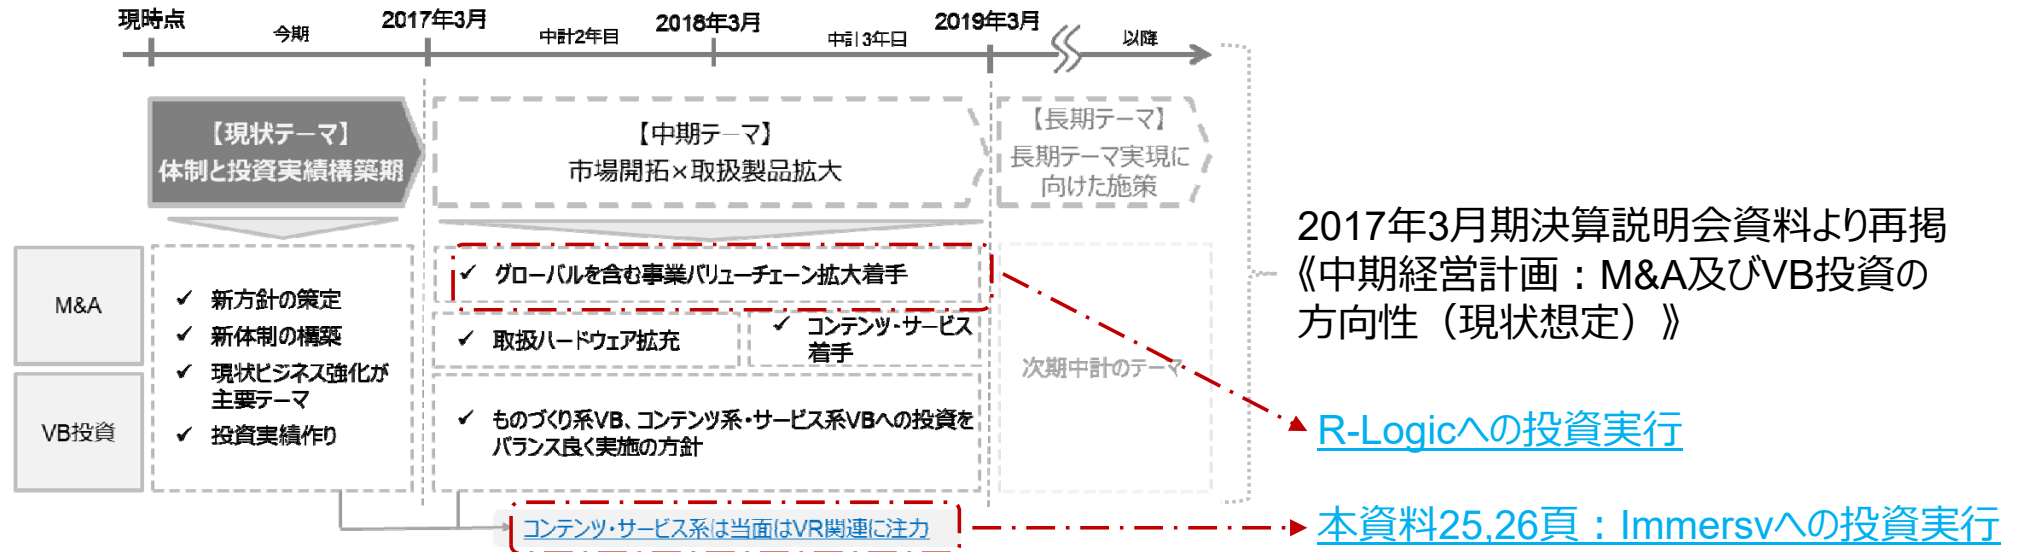 現時点
今期
2017年3月
中計2年目
2018年3月
中計3年目
2019年3月
以降
【現状テーマ】
体制と投資実績構築期
【中期テーマ】
市場開拓×取扱製品拡大
【長期テーマ】
長期テーマ実現に
向けた施策
M&A
VB投資
✓ 新方針の策定
✓ 新体制の構築
✓ 現状ビジネス強化が
主要テーマ
✓ 投資実績作り
✓ グローバルを含む事業バリューチェーン拡大着手
✓ 取扱ハードウェア拡充
✓ コンテンツ・サービス
着手
✓ ものづくり系VB、コンテンツ系・サービス系VBへの投資を
バランス良く実施の方針
次期中計のテーマ
コンテンツ・サービス系は当面はVR関連に注力
2017年3月期決算説明会資料より再掲
《中期経営計画：M&A及びVB投資の
方向性（現状想定）》
R-Logicへの投資実行
本資料25,26頁：Immersvへの投資実行